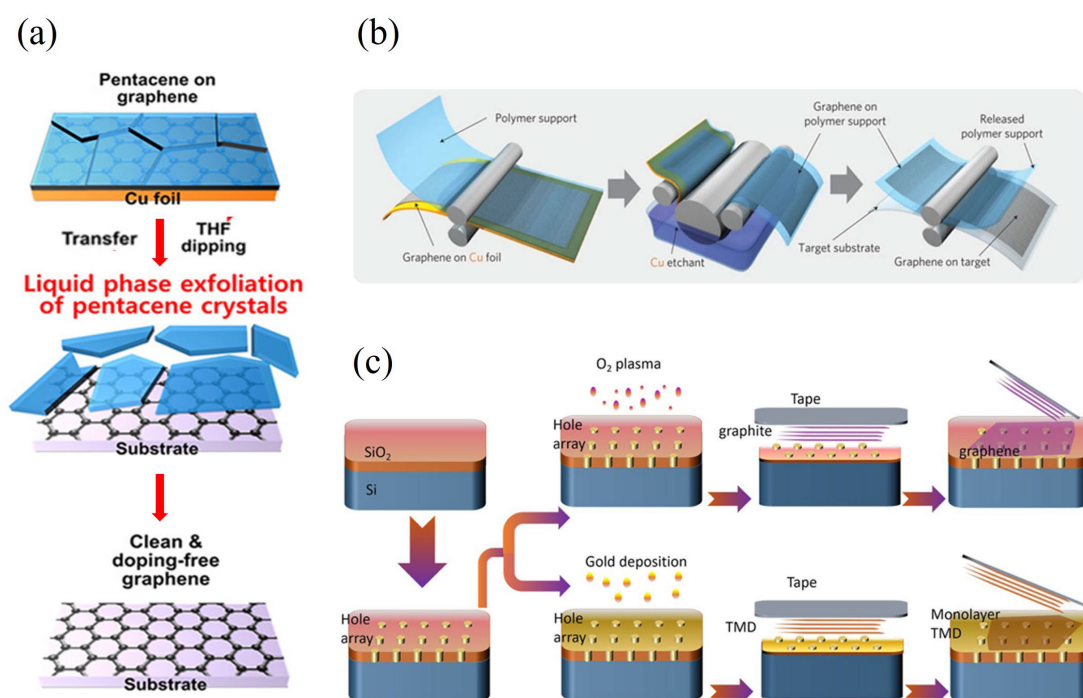 (a)
Pentacene on
graphene
Cu foil
Transfer
THF
dipping
Liquid phase exfoliation
of pentacene crystals
Substrate
Clean &
doping-free
graphene
Substrate
(b)
Polymer support
Graphene on Cu foil
Graphene on
polymer support
Cu etchant
Released
polymer support
Target substrate
Graphene on target
(c)
SiO2
Si
O2 plasma
Hole
array
Tape
graphite
graphene
Hole
array
Gold deposition
Hole
array
Tape
TMD
Monolayer
TMD